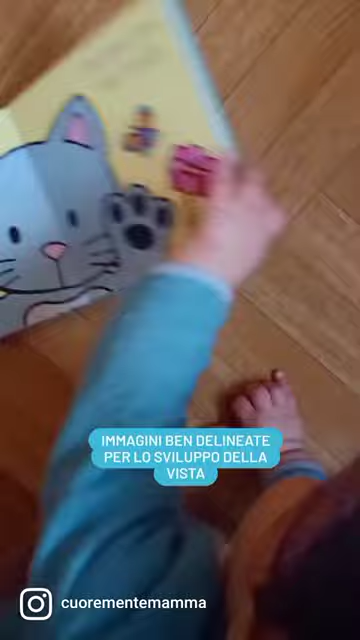 IMMAGINI BEN DELINEATE
PER LO SVILUPPO DELLA
VISTA
cuorementemamma